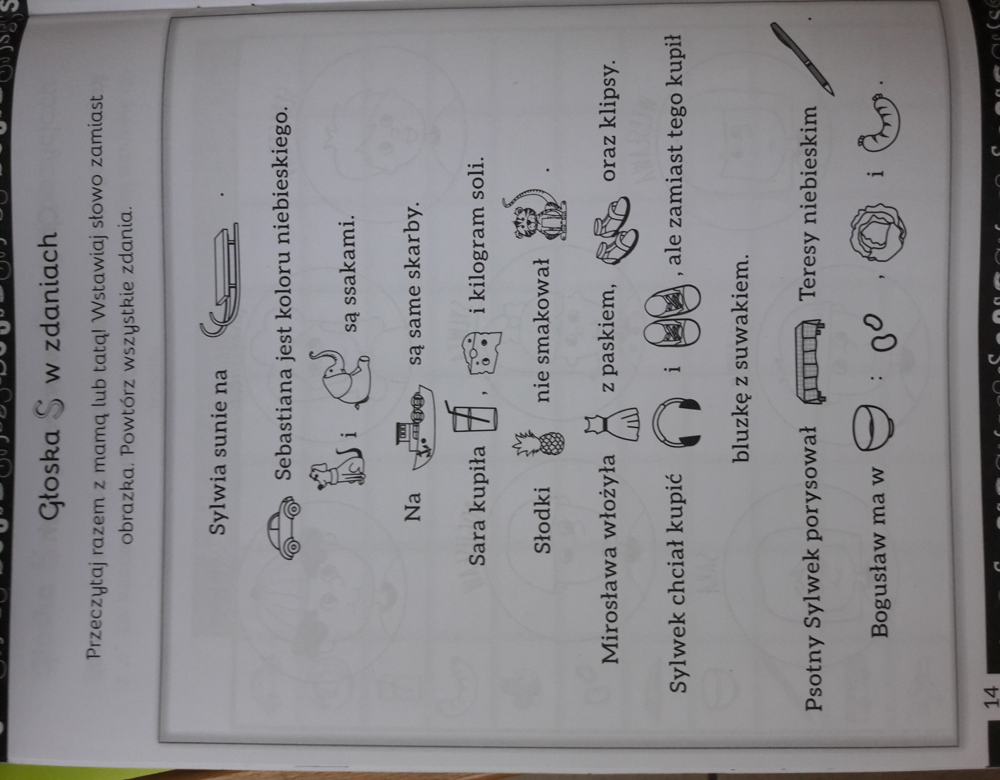 Głoska S w zdaniach
Przeczytaj razem z mamą lub tatą! Wstawiaj słowo zamiast
obrazka. Powtórz wszystkie zdania.
Sylwia sunie na .
Sebastiana jest koloru niebieskiego.
i są ssakami.
Na są same skarby.
Sara kupiła , i kilogram soli.
Słodki nie smakował .
Mirosława włożyła z paskiem, oraz klipsy.
Sylwek chciał kupić i , ale zamiast tego kupił
bluzkę z suwakiem.
Psotny Sylwek porysował Teresy niebieskim .
Bogusław ma w : , i .
14